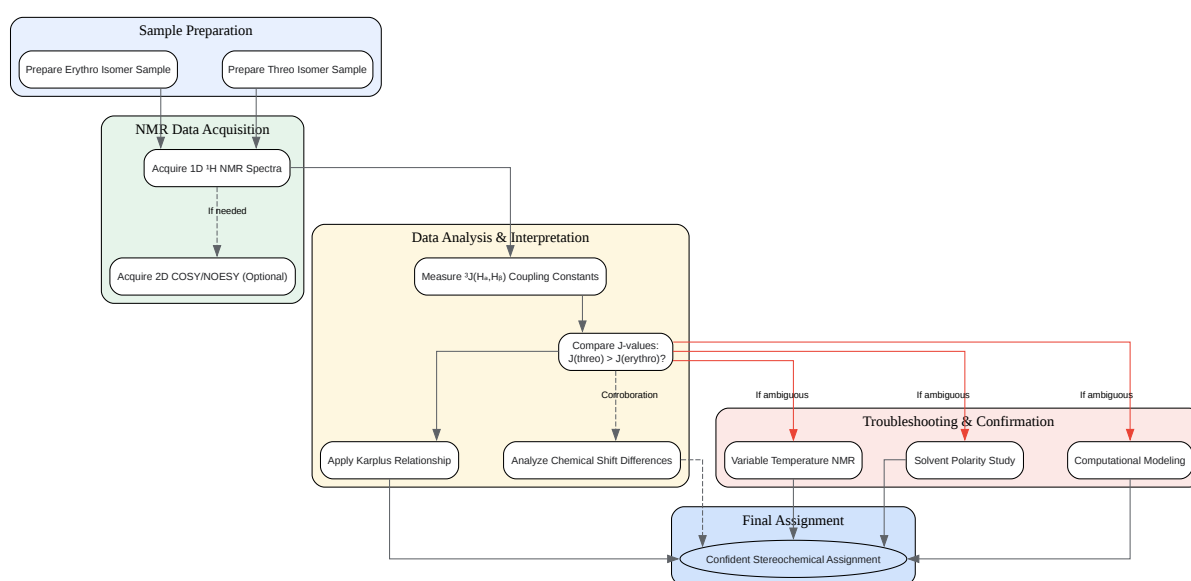 Sample Preparation
Prepare Erythro Isomer Sample
Prepare Threo Isomer Sample
NMR Data Acquisition
Acquire 1D ¹H NMR Spectra
If needed
Acquire 2D COSY/NOESY (Optional)
Data Analysis & Interpretation
Measure ³J(Hₐ,Hᵦ) Coupling Constants
Compare J-values:
J(threo) > J(erythro)?
Corroboration
If ambiguous
If ambiguous
If ambiguous
Troubleshooting & Confirmation
Apply Karplus Relationship
Analyze Chemical Shift Differences
Variable Temperature NMR
Solvent Polarity Study
Computational Modeling
Final Assignment
Confident Stereochemical Assignment